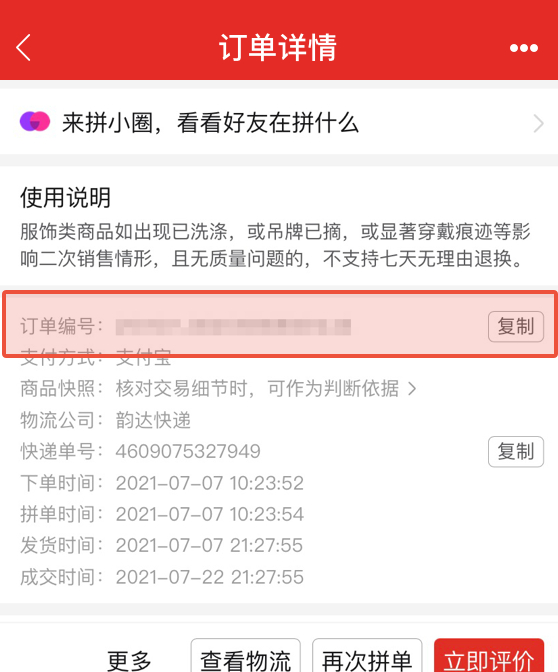 订单详情
来拼小圈，看看好友在拼什么
使用说明
服饰类商品如出现已洗涤，或吊牌已摘，或显著穿戴痕迹等影
响二次销售情形，且无质量问题的，不支持七天无理由退换。
订单编号： 复制
支付方式：支付宝
商品快照：核对交易细节时，可作为判断依据
物流公司：韵达快递
快递单号：4609075327949 复制
下单时间：2021-07-07 10:23:52
拼单时间：2021-07-07 10:23:54
发货时间：2021-07-07 21:27:55
成交时间：2021-07-22 21:27:55
更多 查看物流 再次拼单 立即评价